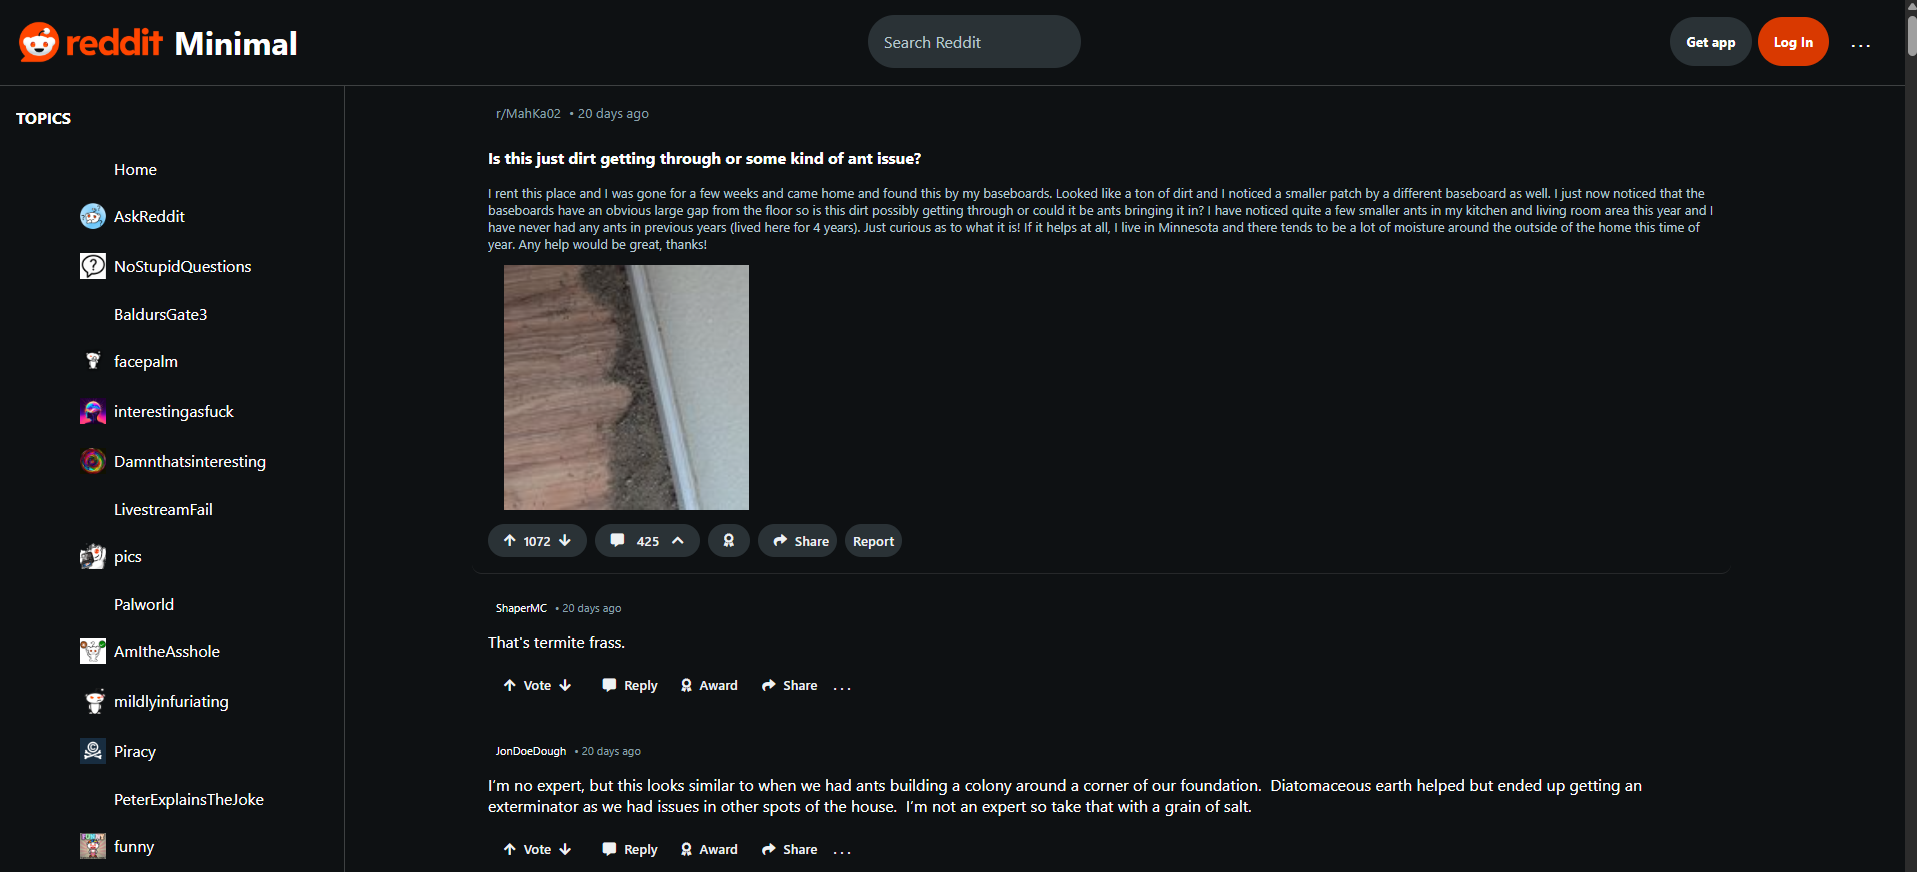 reddit Minimal
Search Reddit
Get app
Log In
...
TOPICS
Home
AskReddit
NoStupidQuestions
BaldursGate3
facepalm
interestingasfuck
Damnthatsinteresting
LivestreamFail
pics
Palworld
AmItheAsshole
mildlyinfuriating
Piracy
PeterExplainsTheJoke
funny
r/MahKa02 • 20 days ago
Is this just dirt getting through or some kind of ant issue?
I rent this place and I was gone for a few weeks and came home and found this by my baseboards. Looked like a ton of dirt and I noticed a smaller patch by a different baseboard as well. I just now noticed that the
baseboards have an obvious large gap from the floor so is this dirt possibly getting through or could it be ants bringing it in? I have noticed quite a few smaller ants in my kitchen and living room area this year and I
have never had any ants in previous years (lived here for 4 years). Just curious as to what it is! If it helps at all, I live in Minnesota and there tends to be a lot of moisture around the outside of the home this time of
year. Any help would be great, thanks!
1072 425 Share Report
ShaperMC • 20 days ago
That's termite frass.
Vote Reply Award Share ...
JonDoeDough • 20 days ago
I’m no expert, but this looks similar to when we had ants building a colony around a corner of our foundation.  Diatomaceous earth helped but ended up getting an
exterminator as we had issues in other spots of the house.  I’m not an expert so take that with a grain of salt.
Vote Reply Award Share ...